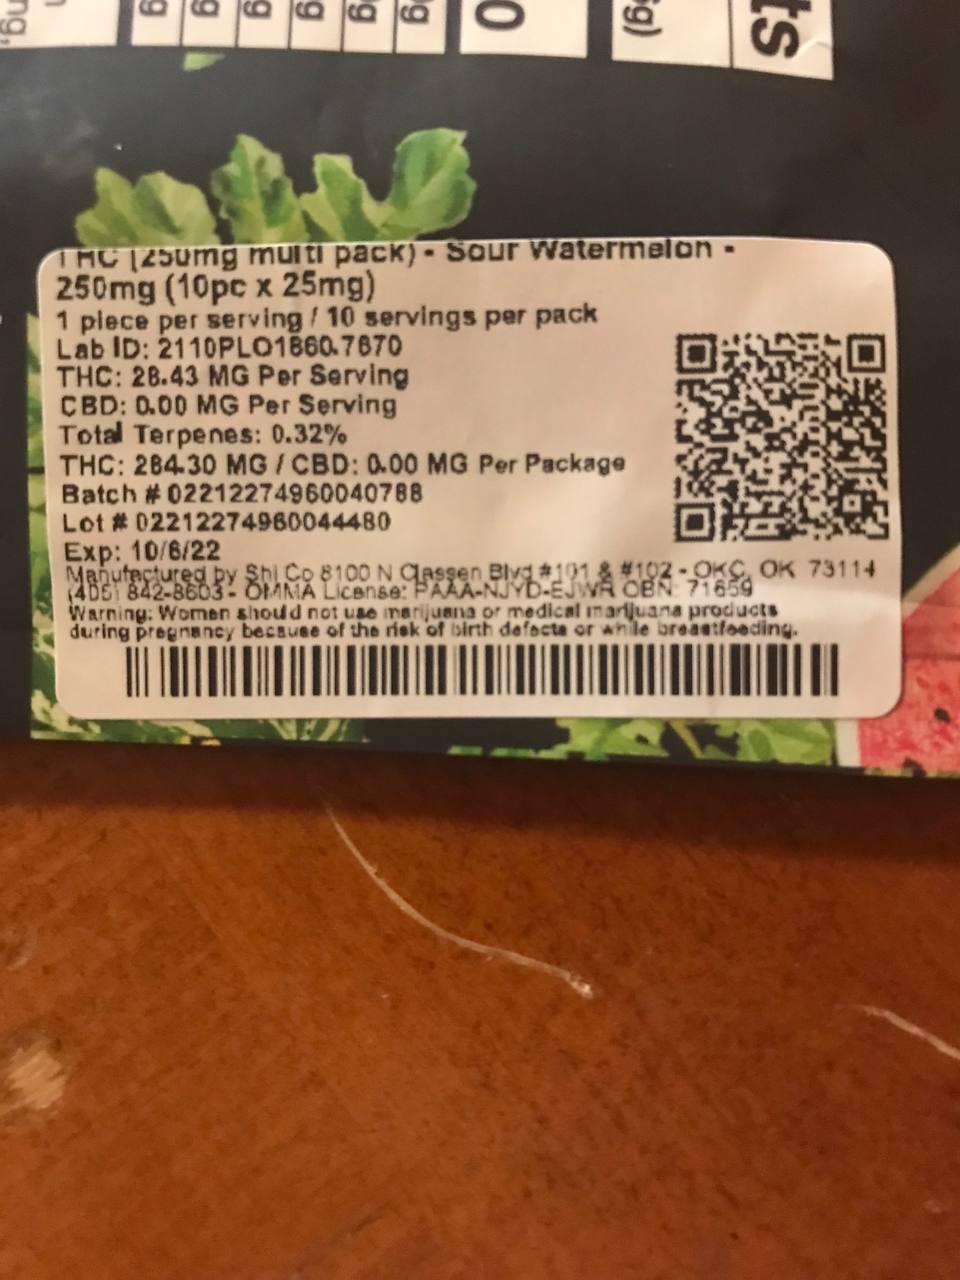 ts
g)
0
g
g
g
g
g
g
ng,
THC (250mg multi pack) - Sour Watermelon -
250mg (10pc x 25mg)
1 piece per serving / 10 servings per pack
Lab ID: 2110PLO1860.7870
THC: 28.43 MG Per Serving
CBD: 0.00 MG Per Serving
Total Terpenes: 0.32%
THC: 284.30 MG / CBD: 0.00 MG Per Package
Batch # 02212274960040788
Lot # 02212274960044480
Exp: 10/6/22
Manufactured by Shi Co 8100 N Classen Blvd #101 & #102 - OKC, OK 73114
(405) 842-8603 - OMMA License: PAAA-NJYD-EJWR OBN: 71659
Warning: Women should not use marijuana or medical marijuana products
during pregnancy because of the risk of birth defects or while breastfeeding.